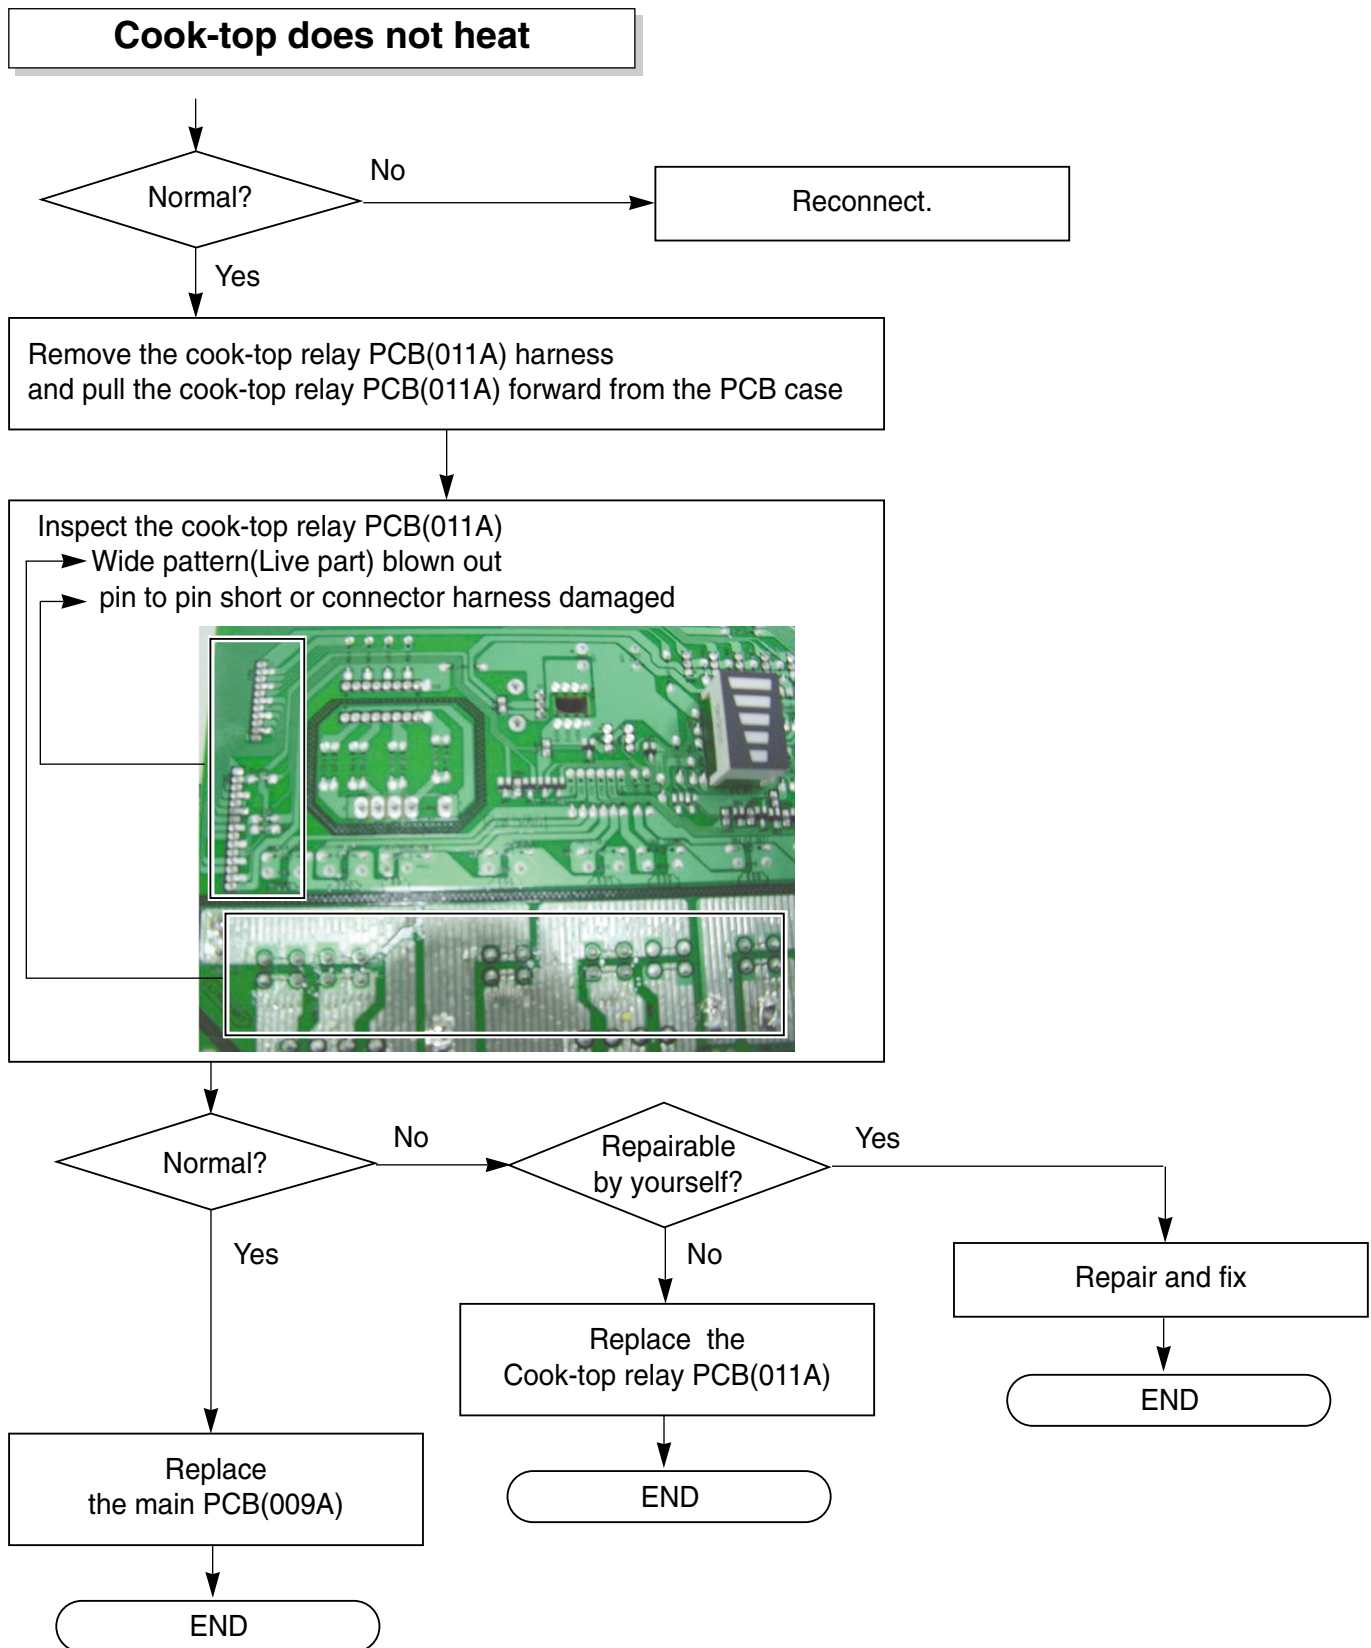 Cook-top does not heat
Normal?
No
Reconnect.
Yes
Remove the cook-top relay PCB(011A) harness
and pull the cook-top relay PCB(011A) forward from the PCB case
Inspect the cook-top relay PCB(011A)
Wide pattern(Live part) blown out
pin to pin short or connector harness damaged
Normal?
No
Repairable
by yourself?
Yes
Yes
No
Repair and fix
Replace the
Cook-top relay PCB(011A)
END
Replace
the main PCB(009A)
END
END